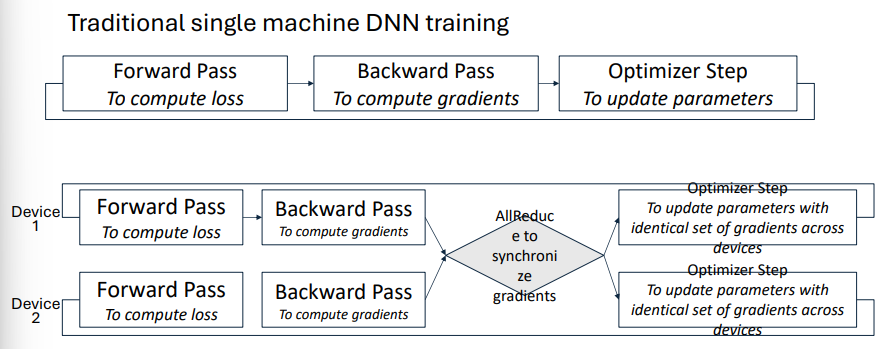 Traditional single machine DNN training
Forward Pass
To compute loss
Backward Pass
To compute gradients
Optimizer Step
To update parameters
Device
1
Forward Pass
To compute loss
Backward Pass
To compute gradients
AllReduc
e to
synchroni
ze
gradients
Optimizer Step
To update parameters with
identical set of gradients across
devices
Device
2
Forward Pass
To compute loss
Backward Pass
To compute gradients
Optimizer Step
To update parameters with
identical set of gradients across
devices